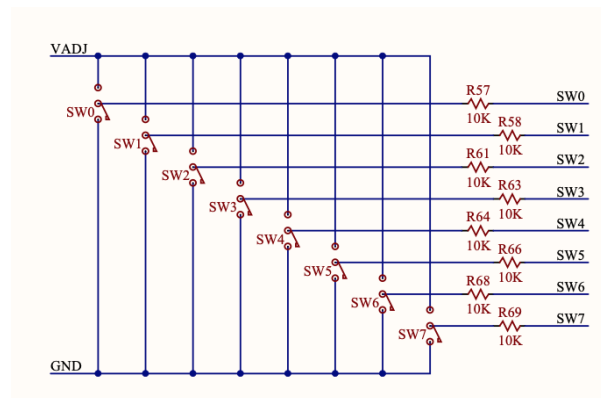 VADJ
R57
SW0
SW0
10K
R58
SW1
SW1
10K
R61
SW2
SW2
10K
R63
SW3
SW3
10K
R64
SW4
SW4
10K
R66
SW5
SW5
10K
R68
SW6
SW6
10K
R69
SW7
SW7
10K
GND